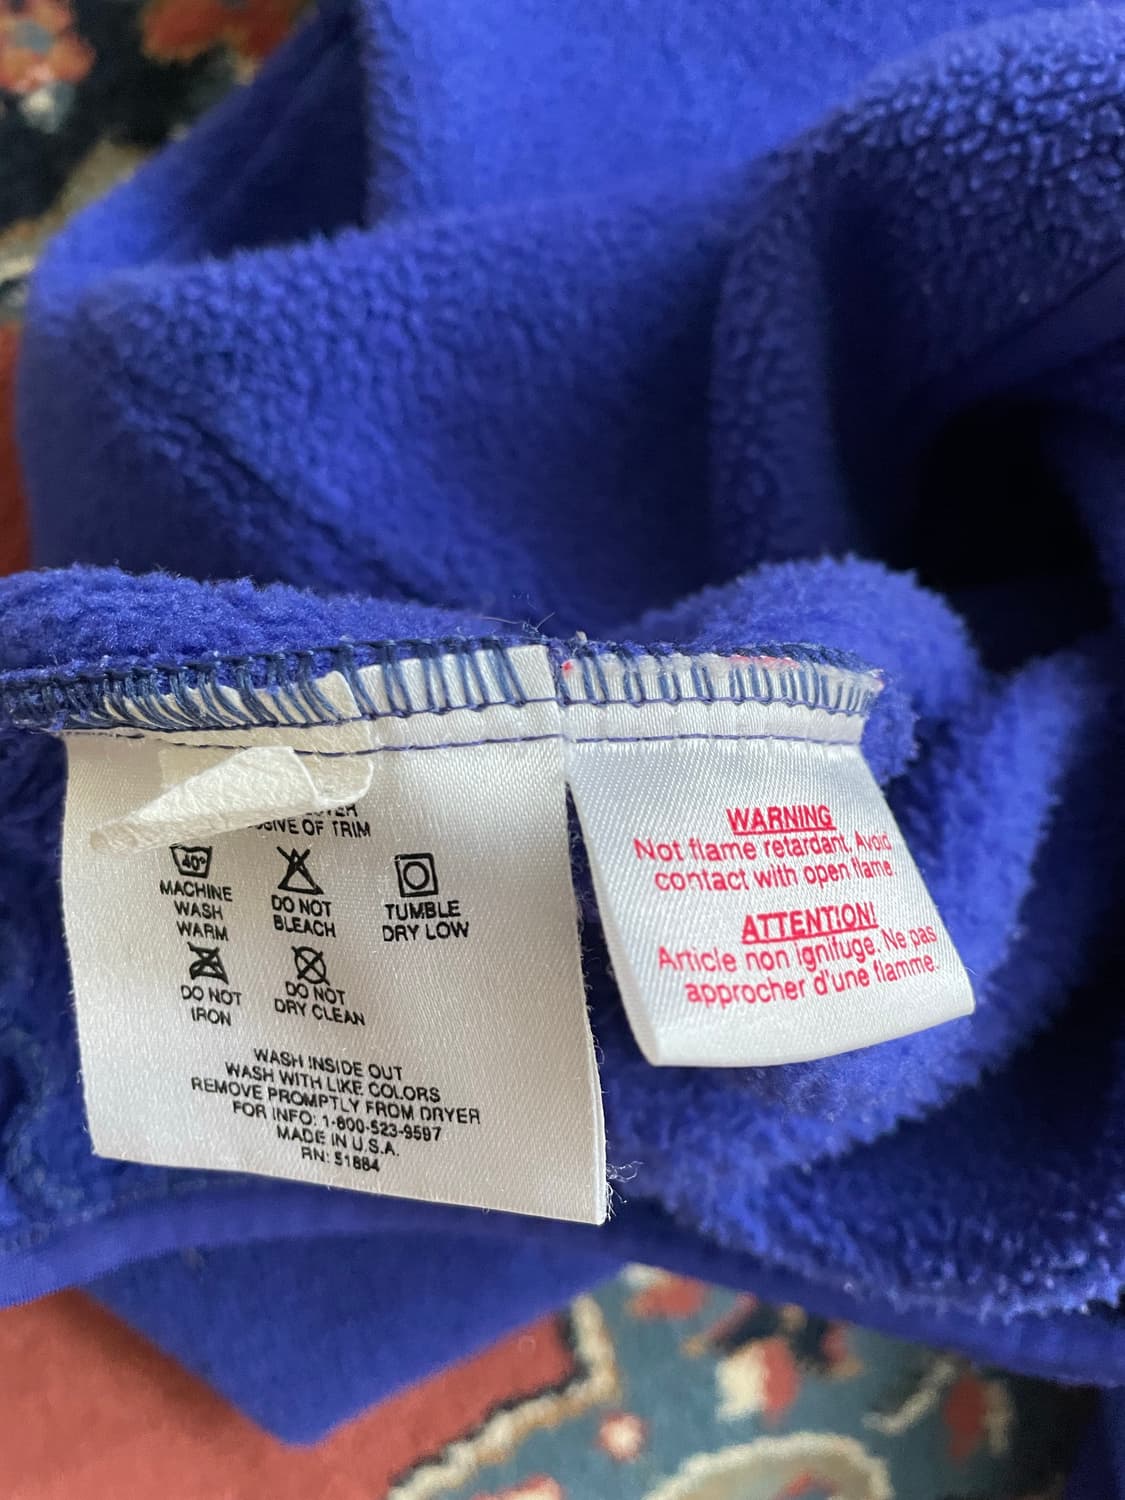 OF TRIM
40°
MACHINE
WASH
WARM
DO NOT
BLEACH
TUMBLE
DRY LOW
DO NOT
IRON
DO NOT
DRY CLEAN
WASH INSIDE OUT
WASH WITH LIKE COLORS
REMOVE PROMPTLY FROM DRYER
FOR INFO: 1-800-523-9597
MADE IN U.S.A.
RN: 51884
WARNING
Not flame retardant. Avoid
contact with open flame.
ATTENTION!
Article non ignifuge. Ne pas
approcher d'une flamme.